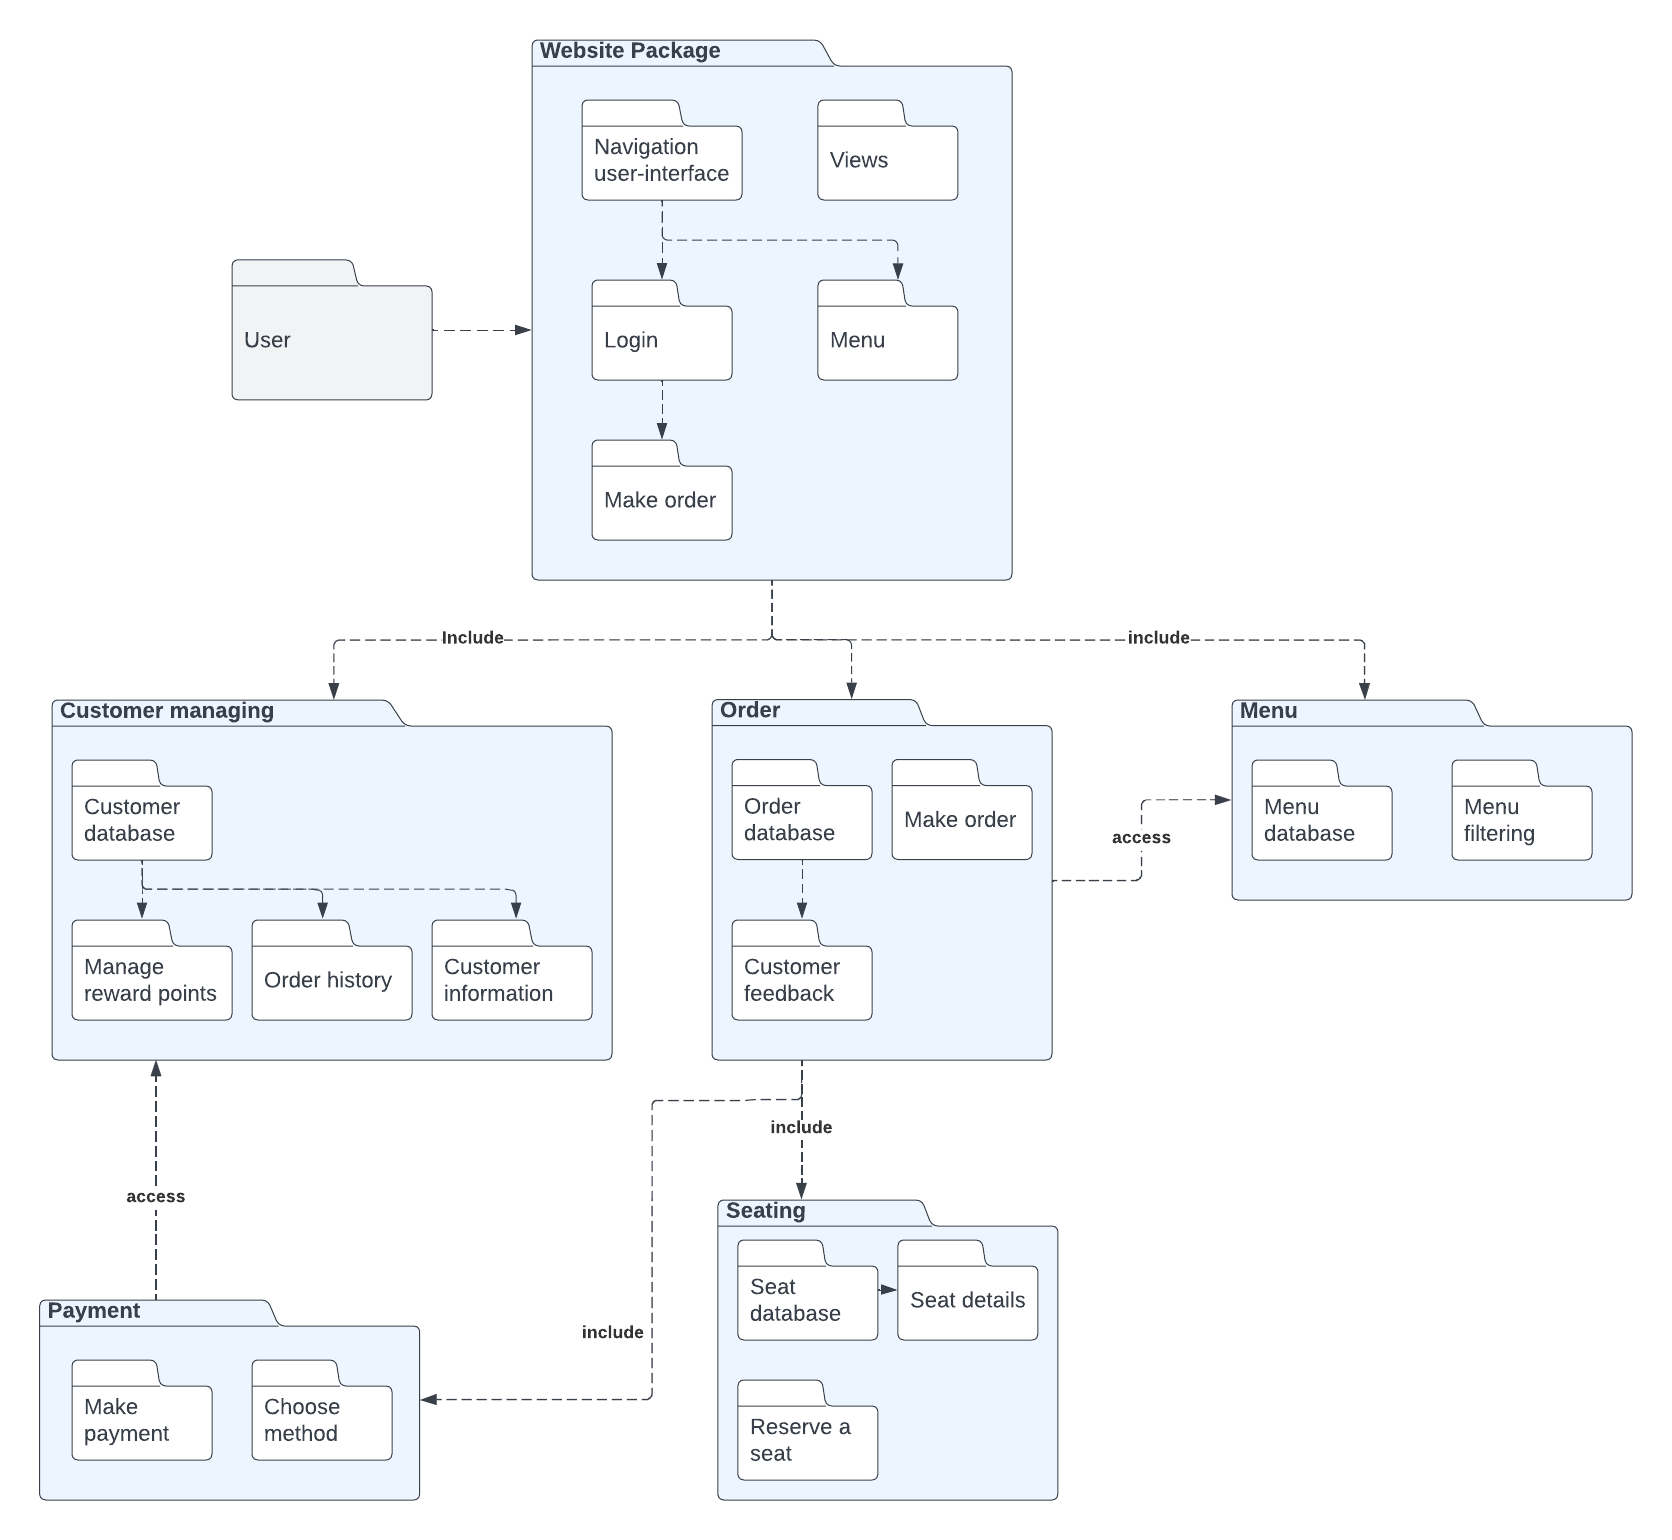 Website Package
Navigation
user-interface
Views
User
Login
Menu
Make order
Include
include
Customer managing
Order
Menu
Customer
database
Order
database
Make order
Menu
database
Menu
filtering
access
Manage
reward points
Order history
Customer
information
Customer
feedback
include
access
Seating
Seat
database
Seat details
Payment
include
Make
payment
Choose
method
Reserve a
seat